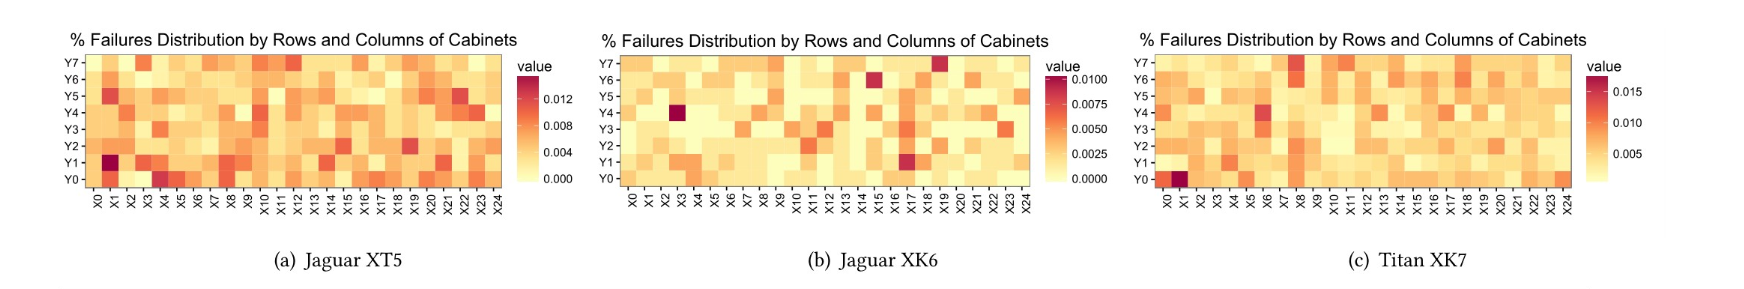 % Failures Distribution by Rows and Columns of Cabinets
value
Y7
Y6
Y5
Y4
Y3
Y2
Y1
Y0
0.012
0.008
0.004
0.000
X0 X1 X2 X3 X4 X5 X6 X7 X8 X9 X10 X11 X12 X13 X14 X15 X16 X17 X18 X19 X20 X21 X22 X23 X24
(a) Jaguar XT5
% Failures Distribution by Rows and Columns of Cabinets
value
Y7
Y6
Y5
Y4
Y3
Y2
Y1
Y0
0.0100
0.0075
0.0050
0.0025
0.0000
X0 X1 X2 X3 X4 X5 X6 X7 X8 X9 X10 X11 X12 X13 X14 X15 X16 X17 X18 X19 X20 X21 X22 X23 X24
(b) Jaguar XK6
% Failures Distribution by Rows and Columns of Cabinets
value
Y7
Y6
Y5
Y4
Y3
Y2
Y1
Y0
0.015
0.010
0.005
X0 X1 X2 X3 X4 X5 X6 X7 X8 X9 X10 X11 X12 X13 X14 X15 X16 X17 X18 X19 X20 X21 X22 X23 X24
(c) Titan XK7